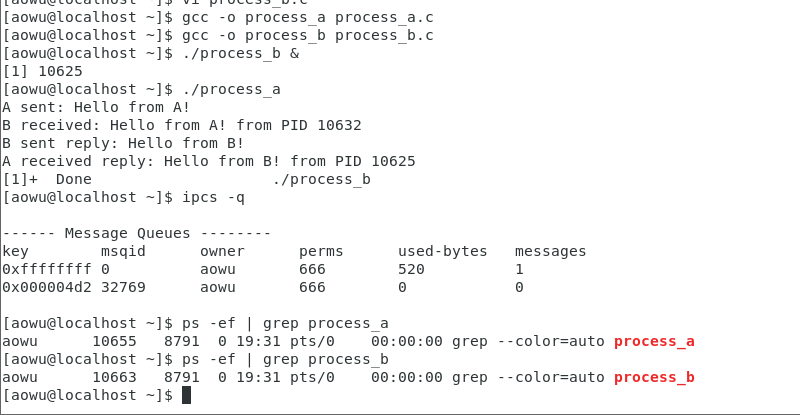 [aowu@localhost ~]$ vi process_b.c
[aowu@localhost ~]$ gcc -o process_a process_a.c
[aowu@localhost ~]$ gcc -o process_b process_b.c
[aowu@localhost ~]$ ./process_b &
[1] 10625
[aowu@localhost ~]$ ./process_a
A sent: Hello from A!
B received: Hello from A! from PID 10632
B sent reply: Hello from B!
A received reply: Hello from B! from PID 10625
[1]+  Done                    ./process_b
[aowu@localhost ~]$ ipcs -q

------ Message Queues --------
key        msqid      owner      perms      used-bytes   messages
0xffffffff 0          aowu       666        520          1
0x000004d2 32769      aowu       666        0            0

[aowu@localhost ~]$ ps -ef | grep process_a
aowu      10655   8791  0 19:31 pts/0    00:00:00 grep --color=auto process_a
[aowu@localhost ~]$ ps -ef | grep process_b
aowu      10663   8791  0 19:31 pts/0    00:00:00 grep --color=auto process_b
[aowu@localhost ~]$